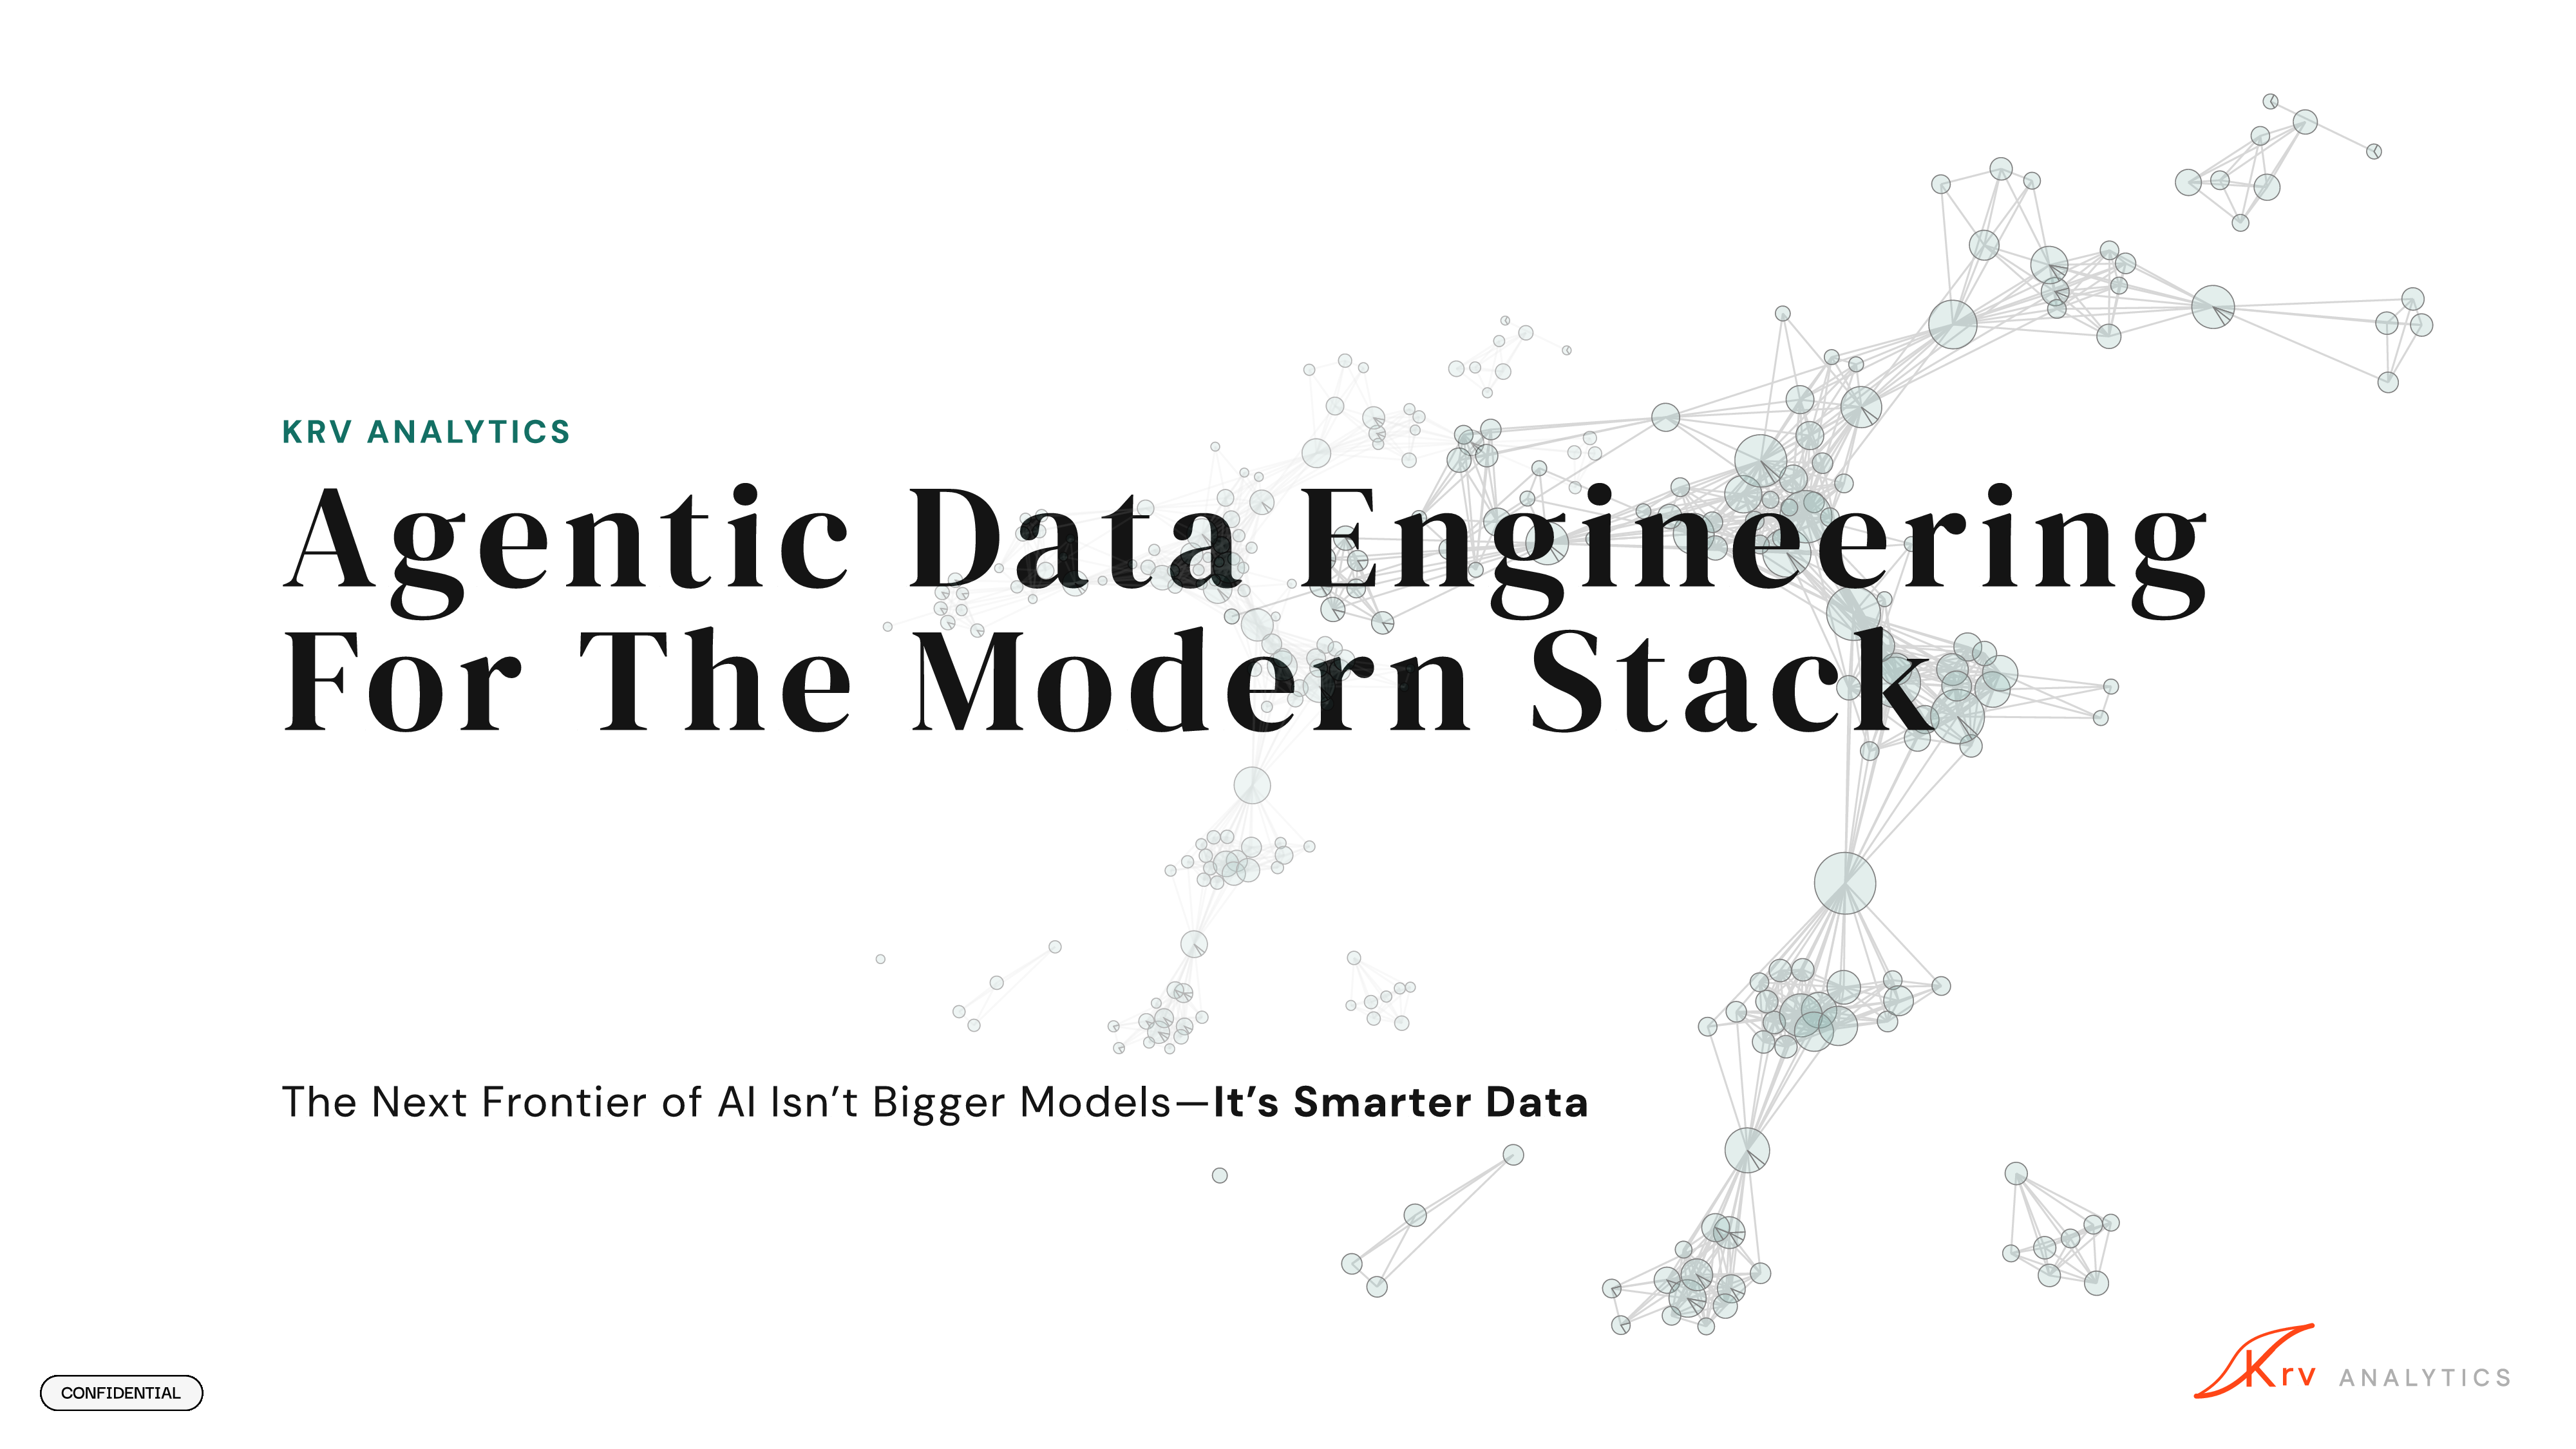 KRV ANALYTICS
Agentic Data Engineering
For The Modern Stack
The Next Frontier of AI Isn’t Bigger Models—It’s Smarter Data
CONFIDENTIAL
Krv ANALYTICS